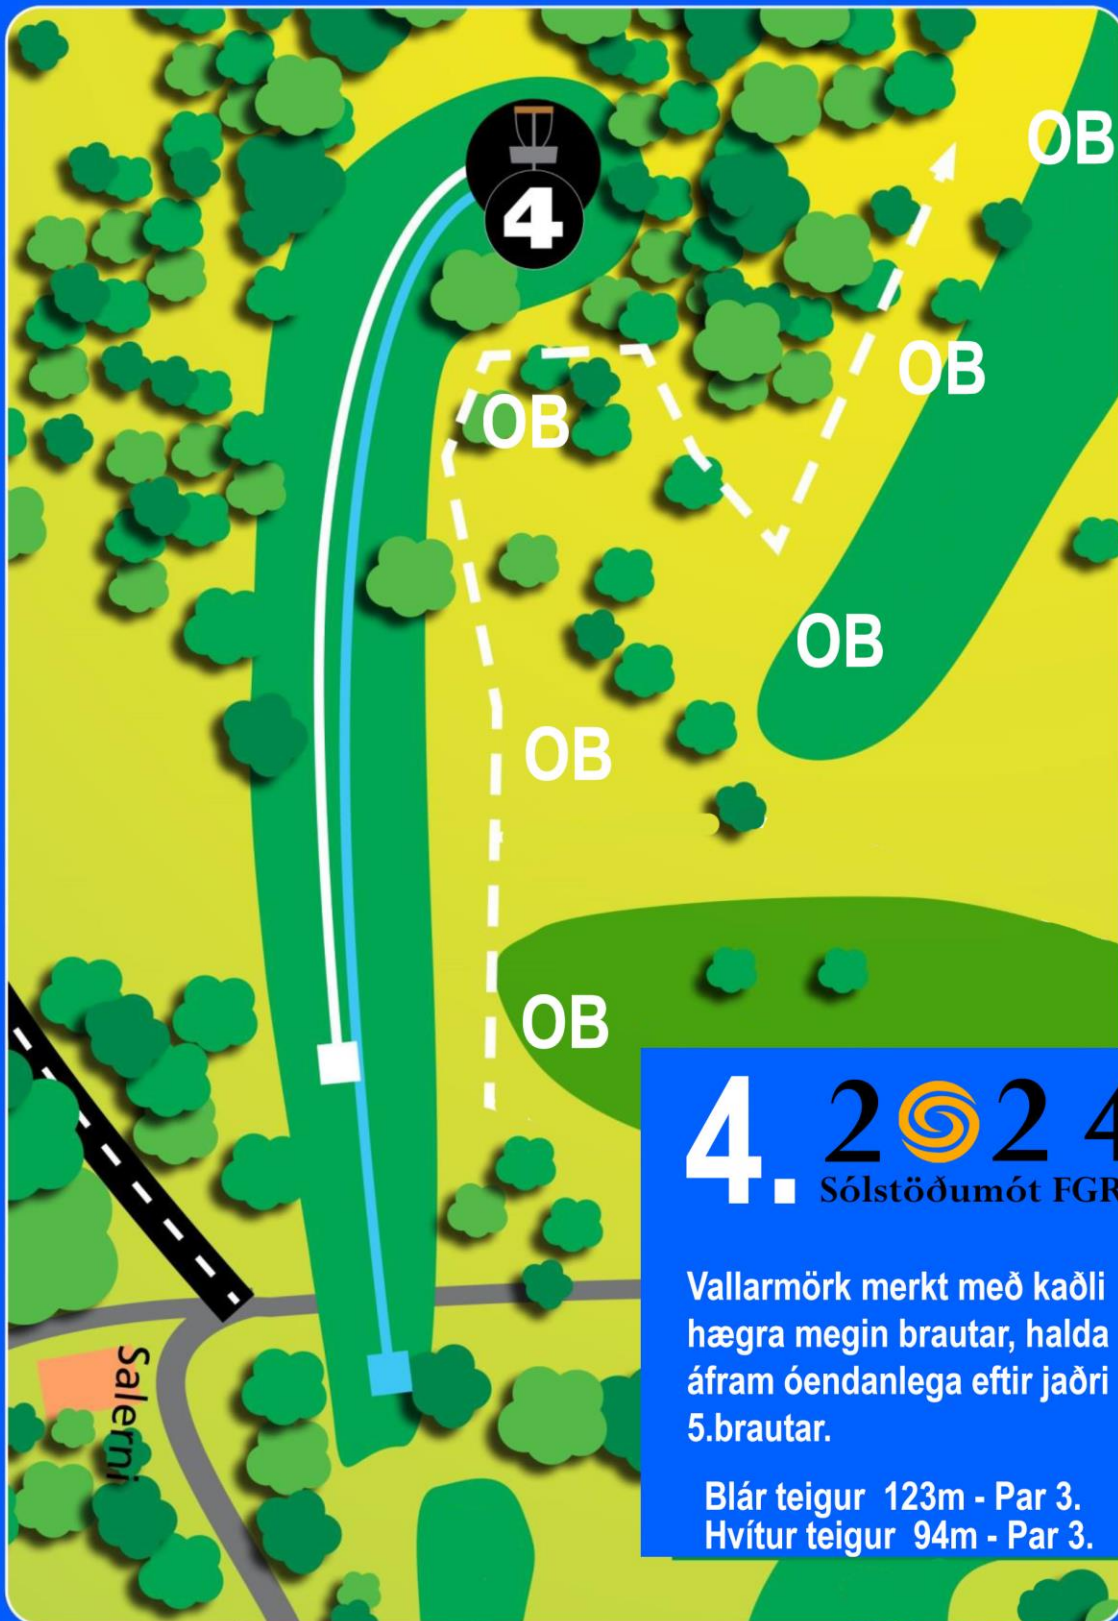 OB
4
OB
OB
OB
OB
OB
4. 2024
Sólstöðumót FGR
Vallarmörk merkt með kaðli
hægra megin brautar, halda
áfram óendanlega eftir jaðri
5.brautar.
Salerni
Blár teigur 123m - Par 3.
Hvítur teigur 94m - Par 3.